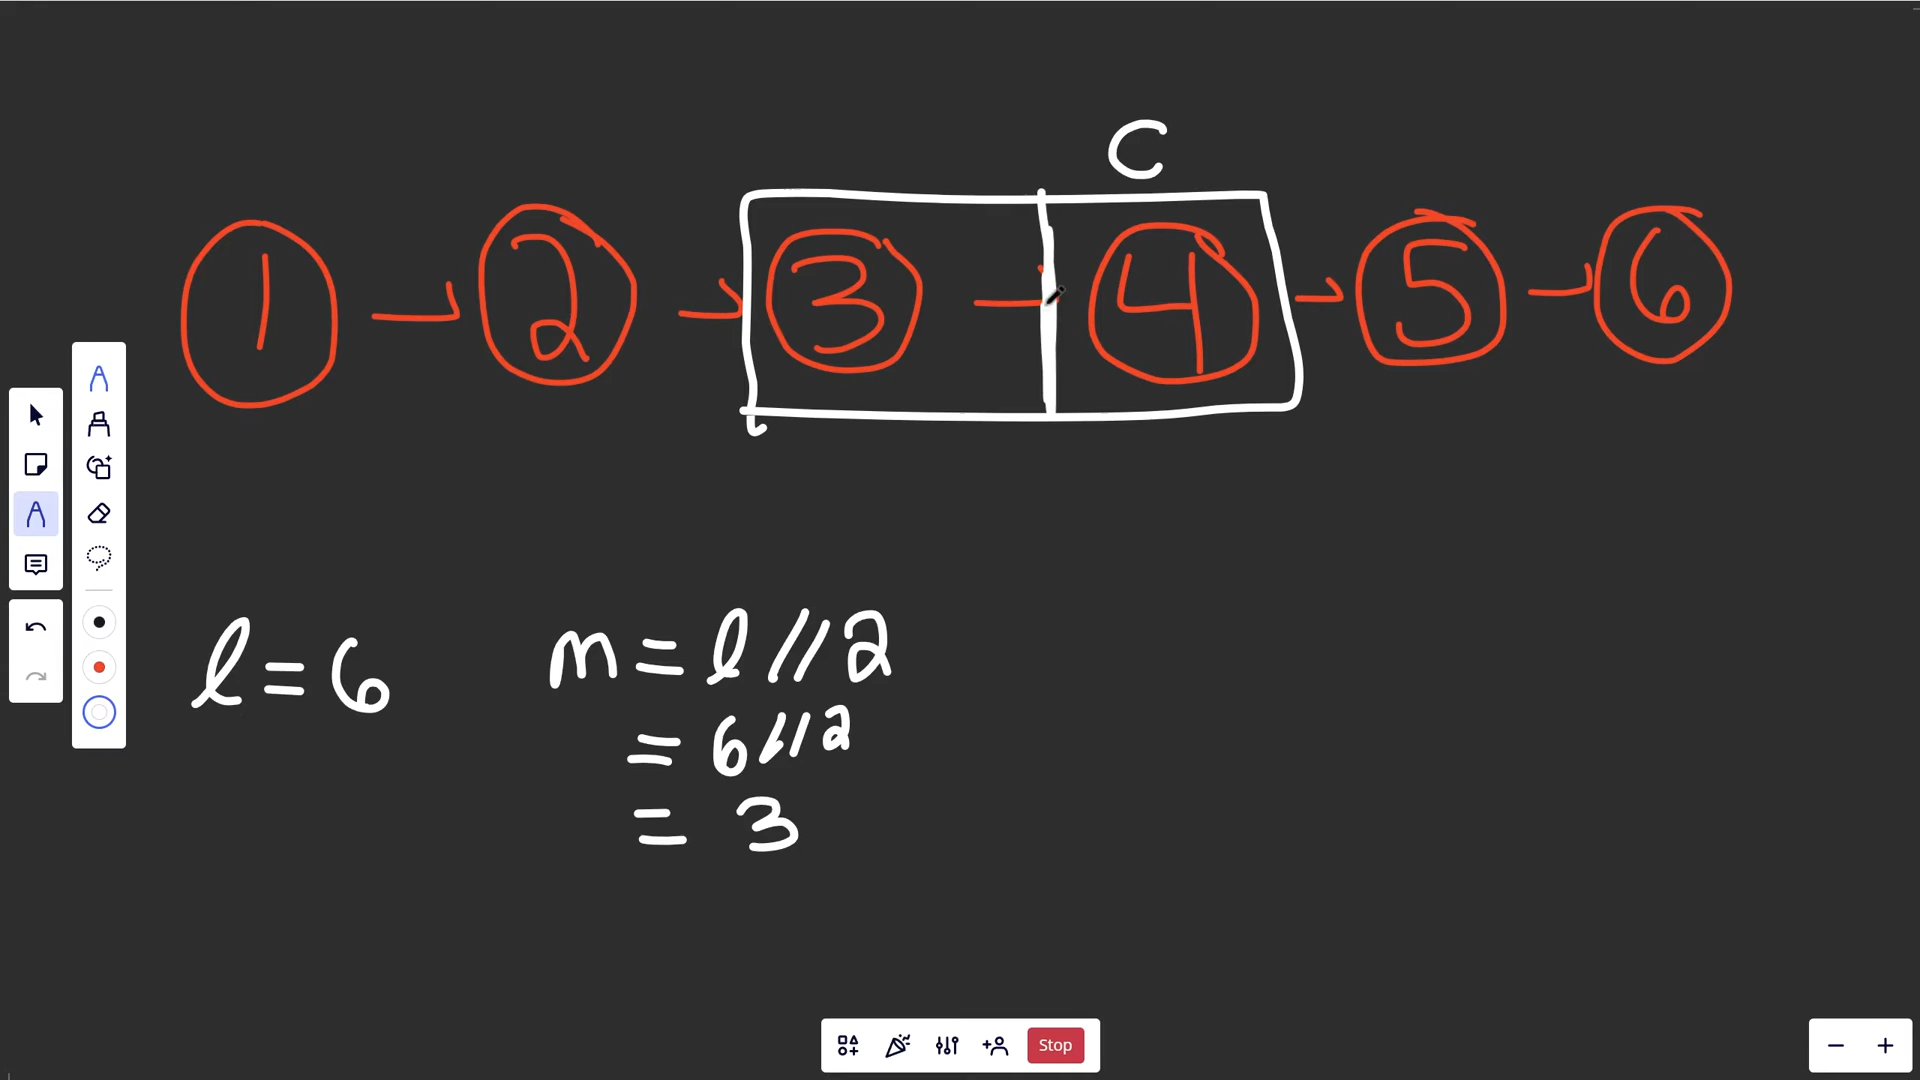 C
1 → 2 → 3 → 4 → 5 → 6
l = 6
m = l // 2
= 6 // 2
= 3
Stop